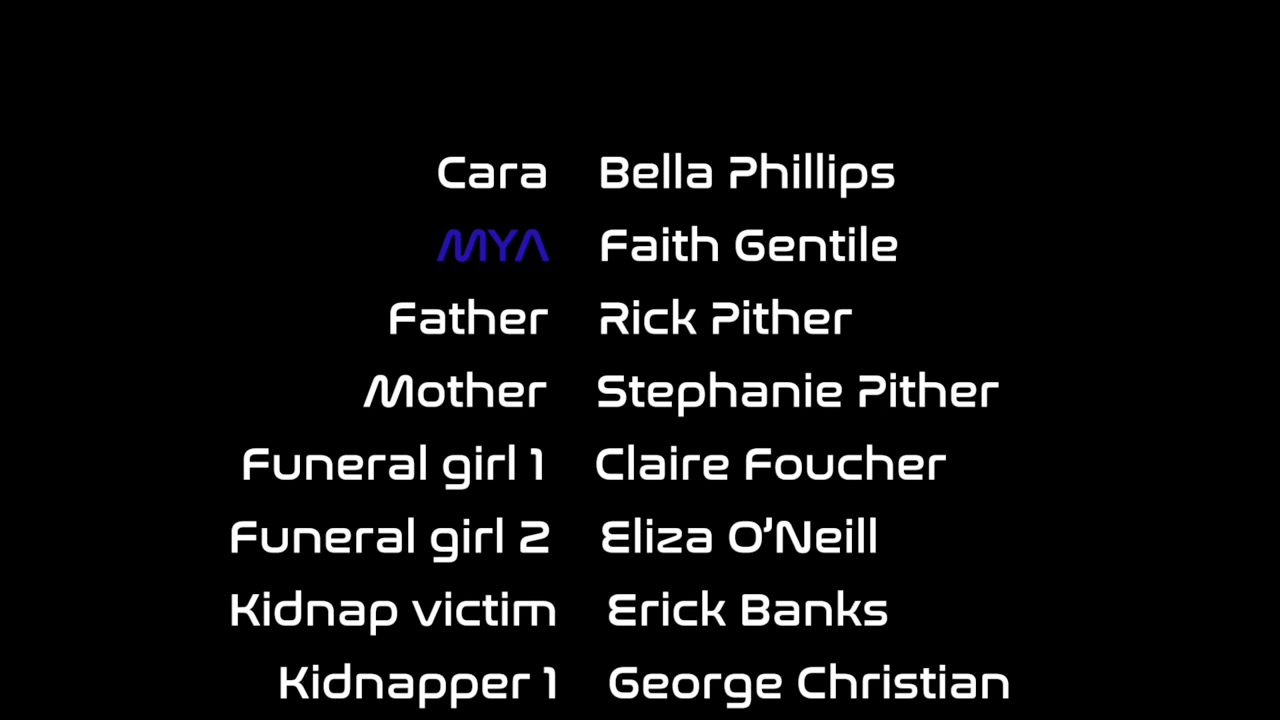 Cara Bella Phillips
MYA Faith Gentile
Father Rick Pither
Mother Stephanie Pither
Funeral girl 1 Claire Foucher
Funeral girl 2 Eliza O'Neill
Kidnap victim Erick Banks
Kidnapper 1 George Christian